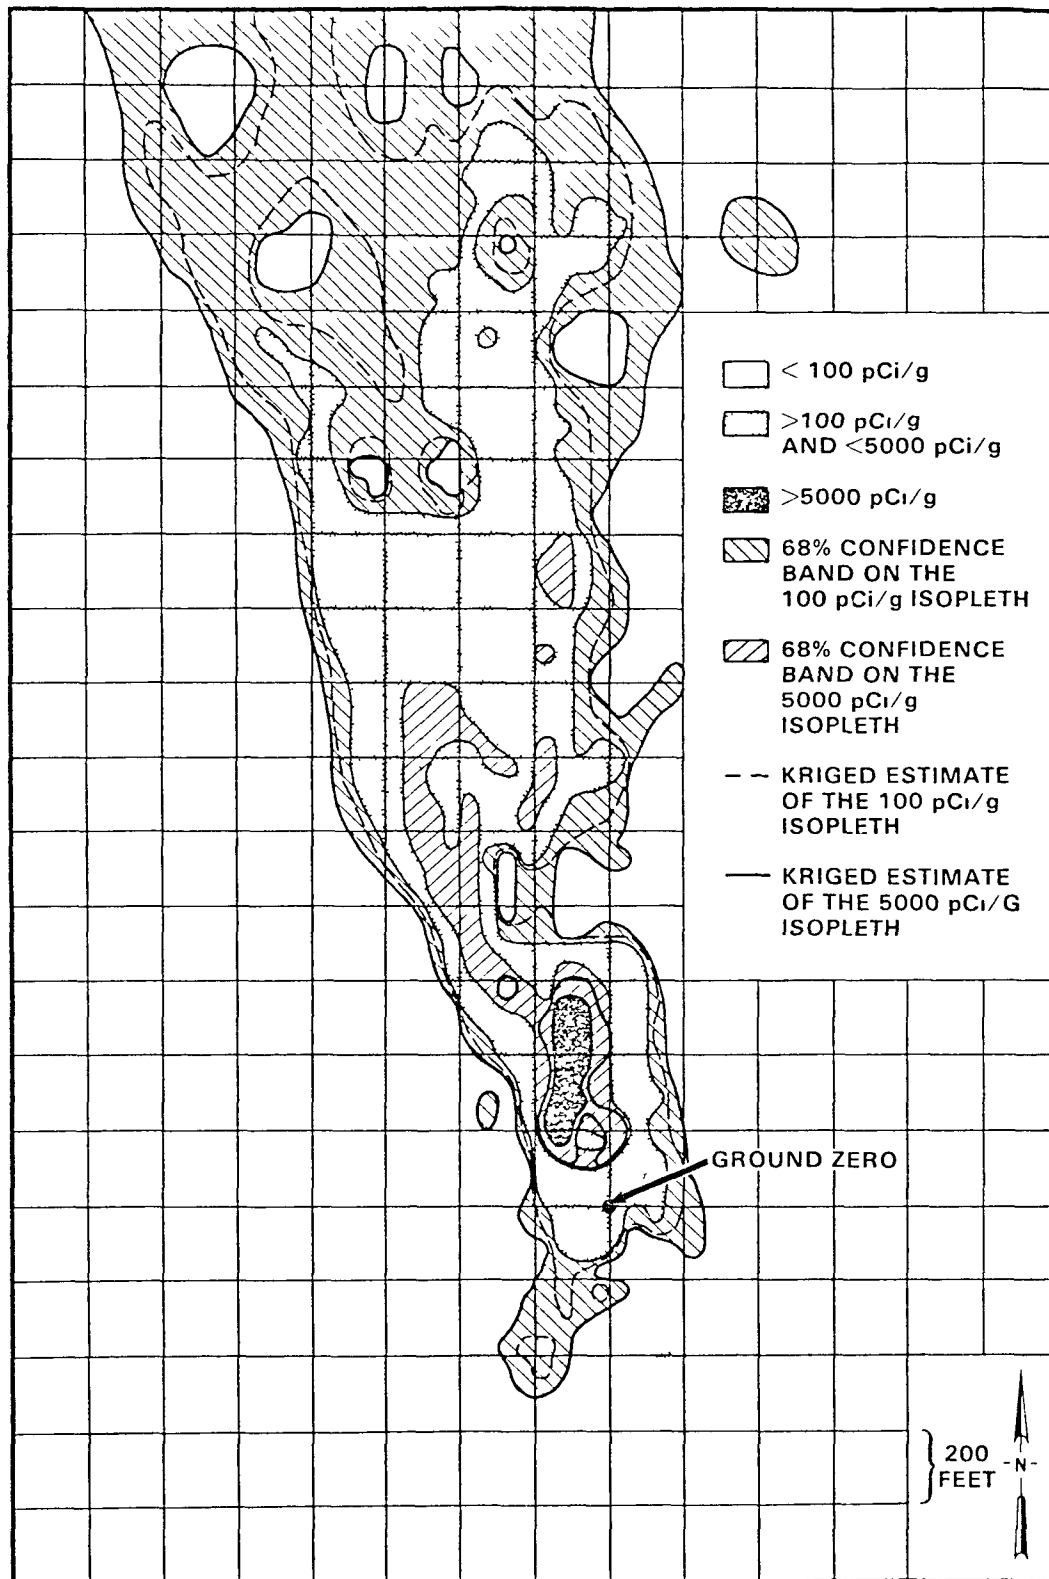 < 100 pCi/g
>100 pCi/g
AND <5000 pCi/g
>5000 pCi/g
68% CONFIDENCE
BAND ON THE
100 pCi/g ISOPLETH
68% CONFIDENCE
BAND ON THE
5000 pCi/g
ISOPLETH
KRIGED ESTIMATE
OF THE 100 pCi/g
ISOPLETH
KRIGED ESTIMATE
OF THE 5000 pCi/G
ISOPLETH
GROUND ZERO
200
FEET
-N-